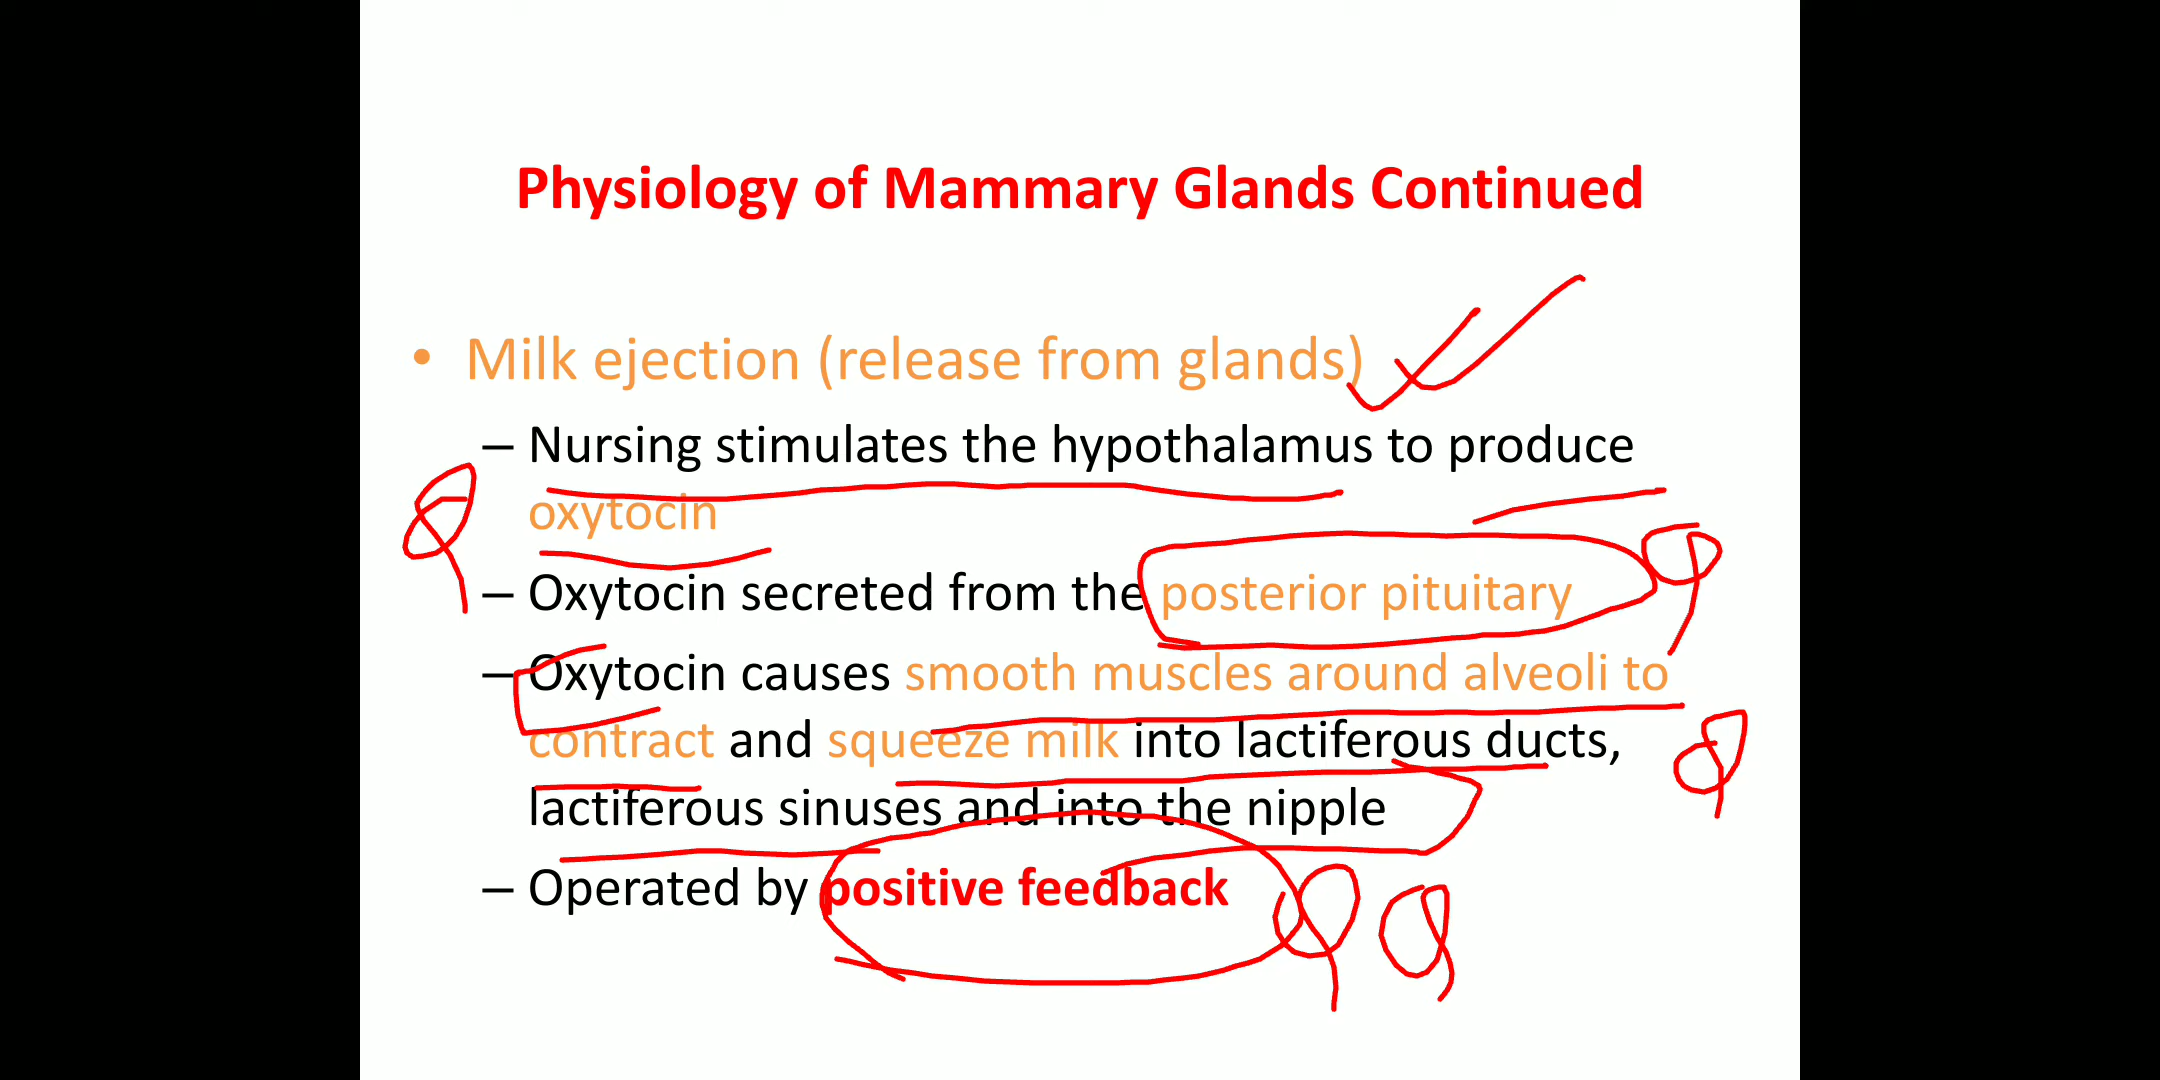 Physiology of Mammary Glands Continued
• Milk ejection (release from glands)
– Nursing stimulates the hypothalamus to produce
oxytocin
– Oxytocin secreted from the posterior pituitary
– Oxytocin causes smooth muscles around alveoli to
contract and squeeze milk into lactiferous ducts,
lactiferous sinuses and into the nipple
– Operated by positive feedback